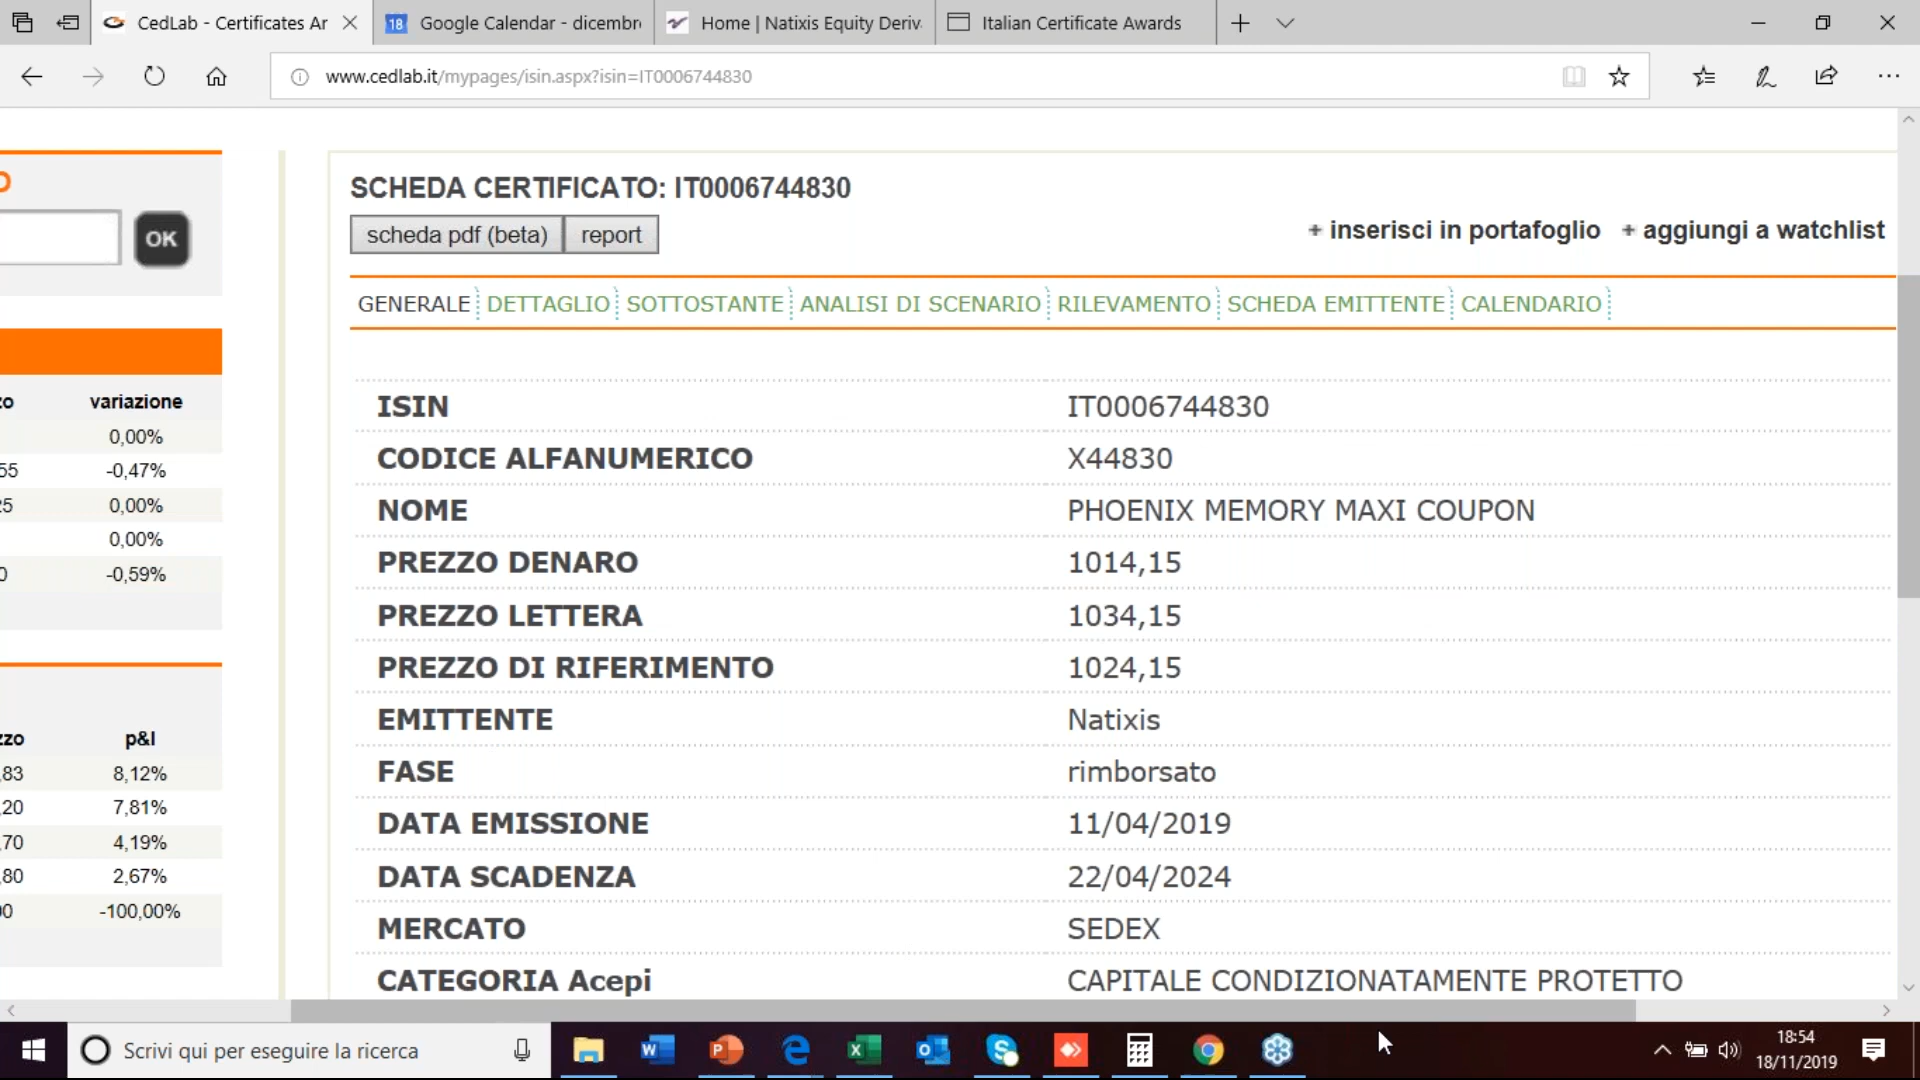 CedLab - Certificates Ar
Google Calendar - dicembr
Home | Natixis Equity Deriv
Italian Certificate Awards
www.cedlab.it/mypages/isin.aspx?isin=IT0006744830
OK
variazione
0,00%
55 -0,47%
0,00%
0,00%
0 -0,59%
p&l
,83 8,12%
,20 7,81%
,70 4,19%
,80 2,67%
-100,00%
SCHEDA CERTIFICATO: IT0006744830
scheda pdf (beta) report
+ inserisci in portafoglio + aggiungi a watchlist
GENERALE DETTAGLIO SOTTOSTANTE ANALISI DI SCENARIO RILEVAMENTO SCHEDA EMITTENTE CALENDARIO
ISIN IT0006744830
CODICE ALFANUMERICO X44830
NOME PHOENIX MEMORY MAXI COUPON
PREZZO DENARO 1014,15
PREZZO LETTERA 1034,15
PREZZO DI RIFERIMENTO 1024,15
EMITTENTE Natixis
FASE rimborsato
DATA EMISSIONE 11/04/2019
DATA SCADENZA 22/04/2024
MERCATO SEDEX
CATEGORIA Acepi CAPITALE CONDIZIONATAMENTE PROTETTO
Scrivi qui per eseguire la ricerca
18:54
18/11/2019